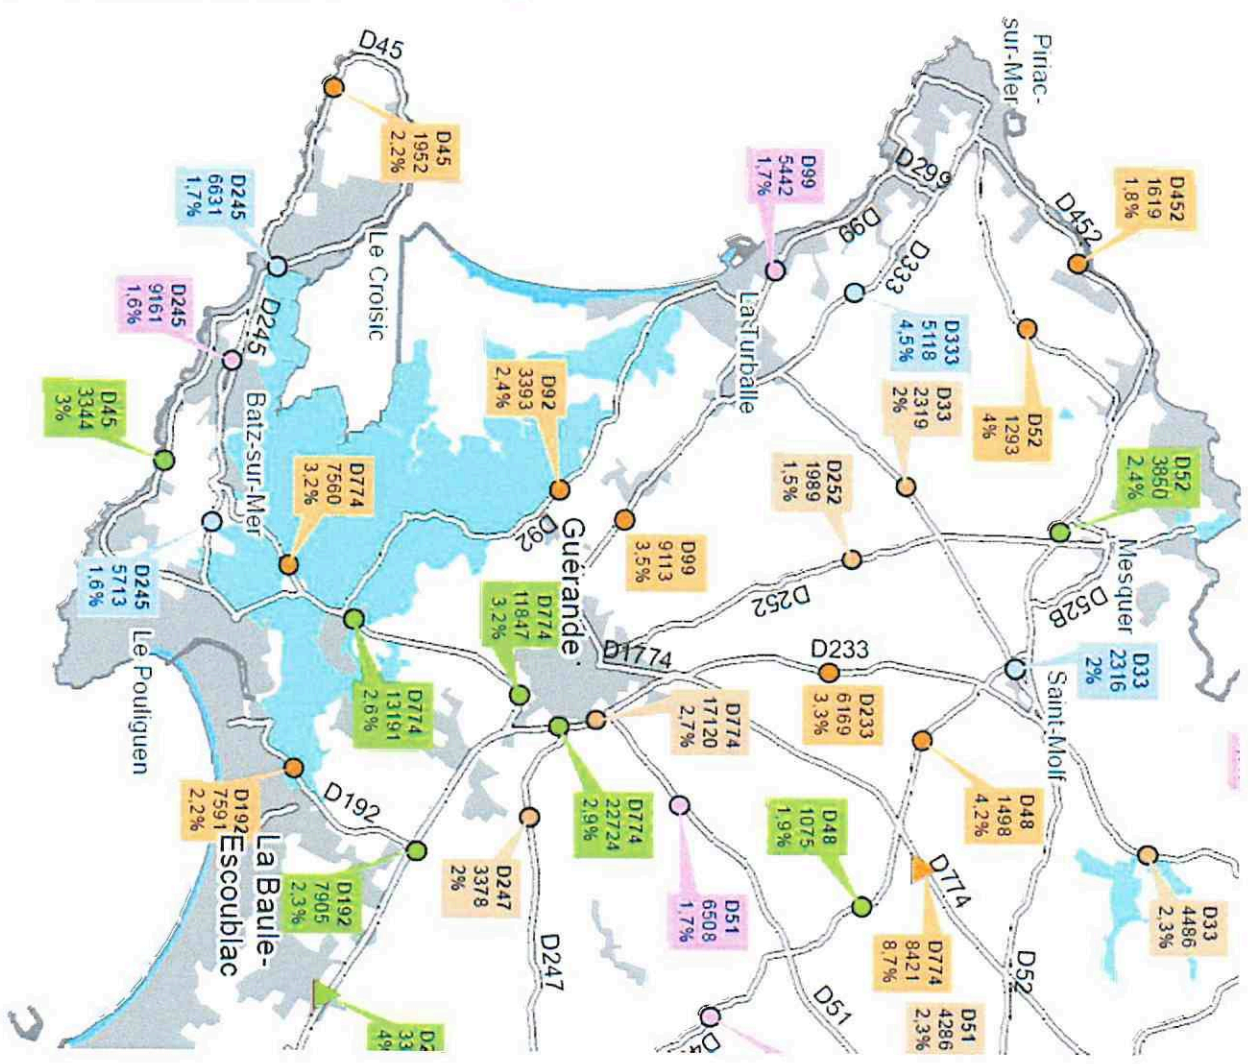 D45
D45
1952
2,2%
D245
6631
1,7%
Le Croisic
D245
D245
9161
1,6%
D45
3344
3%
Batz-sur-Mer
D774
7560
3,2%
D245
5713
1,6%
Le Pouliguen
Piriac-
sur-Mer
D299
D99
5442
1,7%
D99
D333
D452
D452
1619
1,8%
La Turballe
D333
5118
4,5%
D33
2319
2%
D52
1293
4%
D52
3850
2,4%
D92
3393
2,4%
D92
D252
1989
1,5%
D99
9113
3,5%
Guérande
D252
D52B
Mesquer
D33
2316
2%
D774
11847
3,2%
D1774
D233
D233
6169
3,3%
Saint-Molf
D774
13191
2,6%
D774
17120
2,7%
D192
7591
2,2%
D192
La Baule-
Escoublac
D192
7905
2,3%
D247
3378
2%
D774
22724
2,9%
D48
1075
1,9%
D48
1498
4,2%
D51
6508
1,7%
D774
D774
8421
8,7%
D33
4486
2,3%
D247
D51
D52
D51
4286
2,3%
33
4%